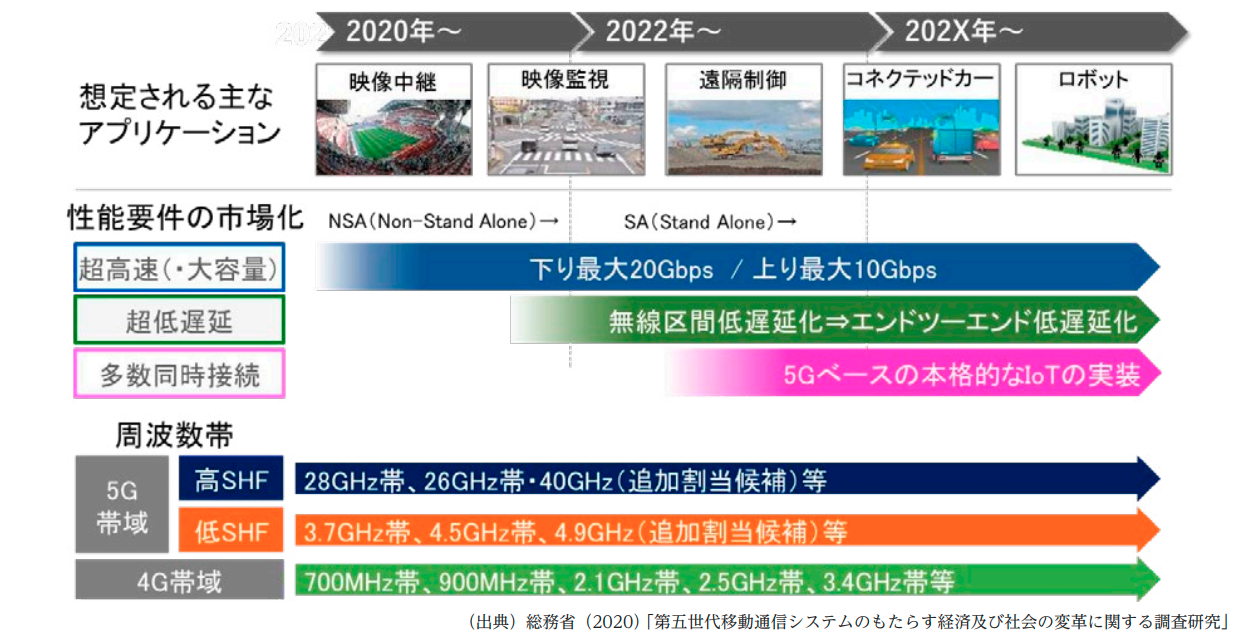 2020年～
2022年～
202X年～
想定される主な
アプリケーション
映像中継
映像監視
遠隔制御
コネクテッドカー
ロボット
性能要件の市場化
NSA（Non-Stand Alone）→
SA（Stand Alone）→
超高速（・大容量）
下り最大20Gbps / 上り最大10Gbps
超低遅延
無線区間低遅延化⇒エンドツーエンド低遅延化
多数同時接続
5Gベースの本格的なIoTの実装
周波数帯
5G
帯域
高SHF
28GHz帯、26GHz帯・40GHz（追加割当候補）等
低SHF
3.7GHz帯、4.5GHz帯、4.9GHz（追加割当候補）等
4G帯域
700MHz帯、900MHz帯、2.1GHz帯、2.5GHz帯、3.4GHz帯等
（出典）総務省（2020）「第五世代移動通信システムのもたらす経済及び社会の変革に関する調査研究」